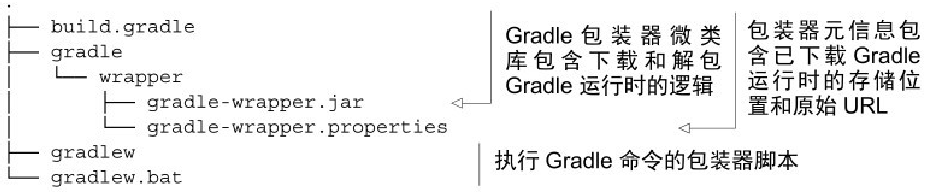 .
├── build.gradle
├── gradle
│   └── wrapper
│       ├── gradle-wrapper.jar
│       └── gradle-wrapper.properties
├── gradlew
└── gradlew.bat
Gradle 包装器微类
库包含下载和解包
Gradle 运行时的逻辑
包装器元信息包
含已下载 Gradle
运行时的存储位
置和原始 URL
执行 Gradle 命令的包装器脚本